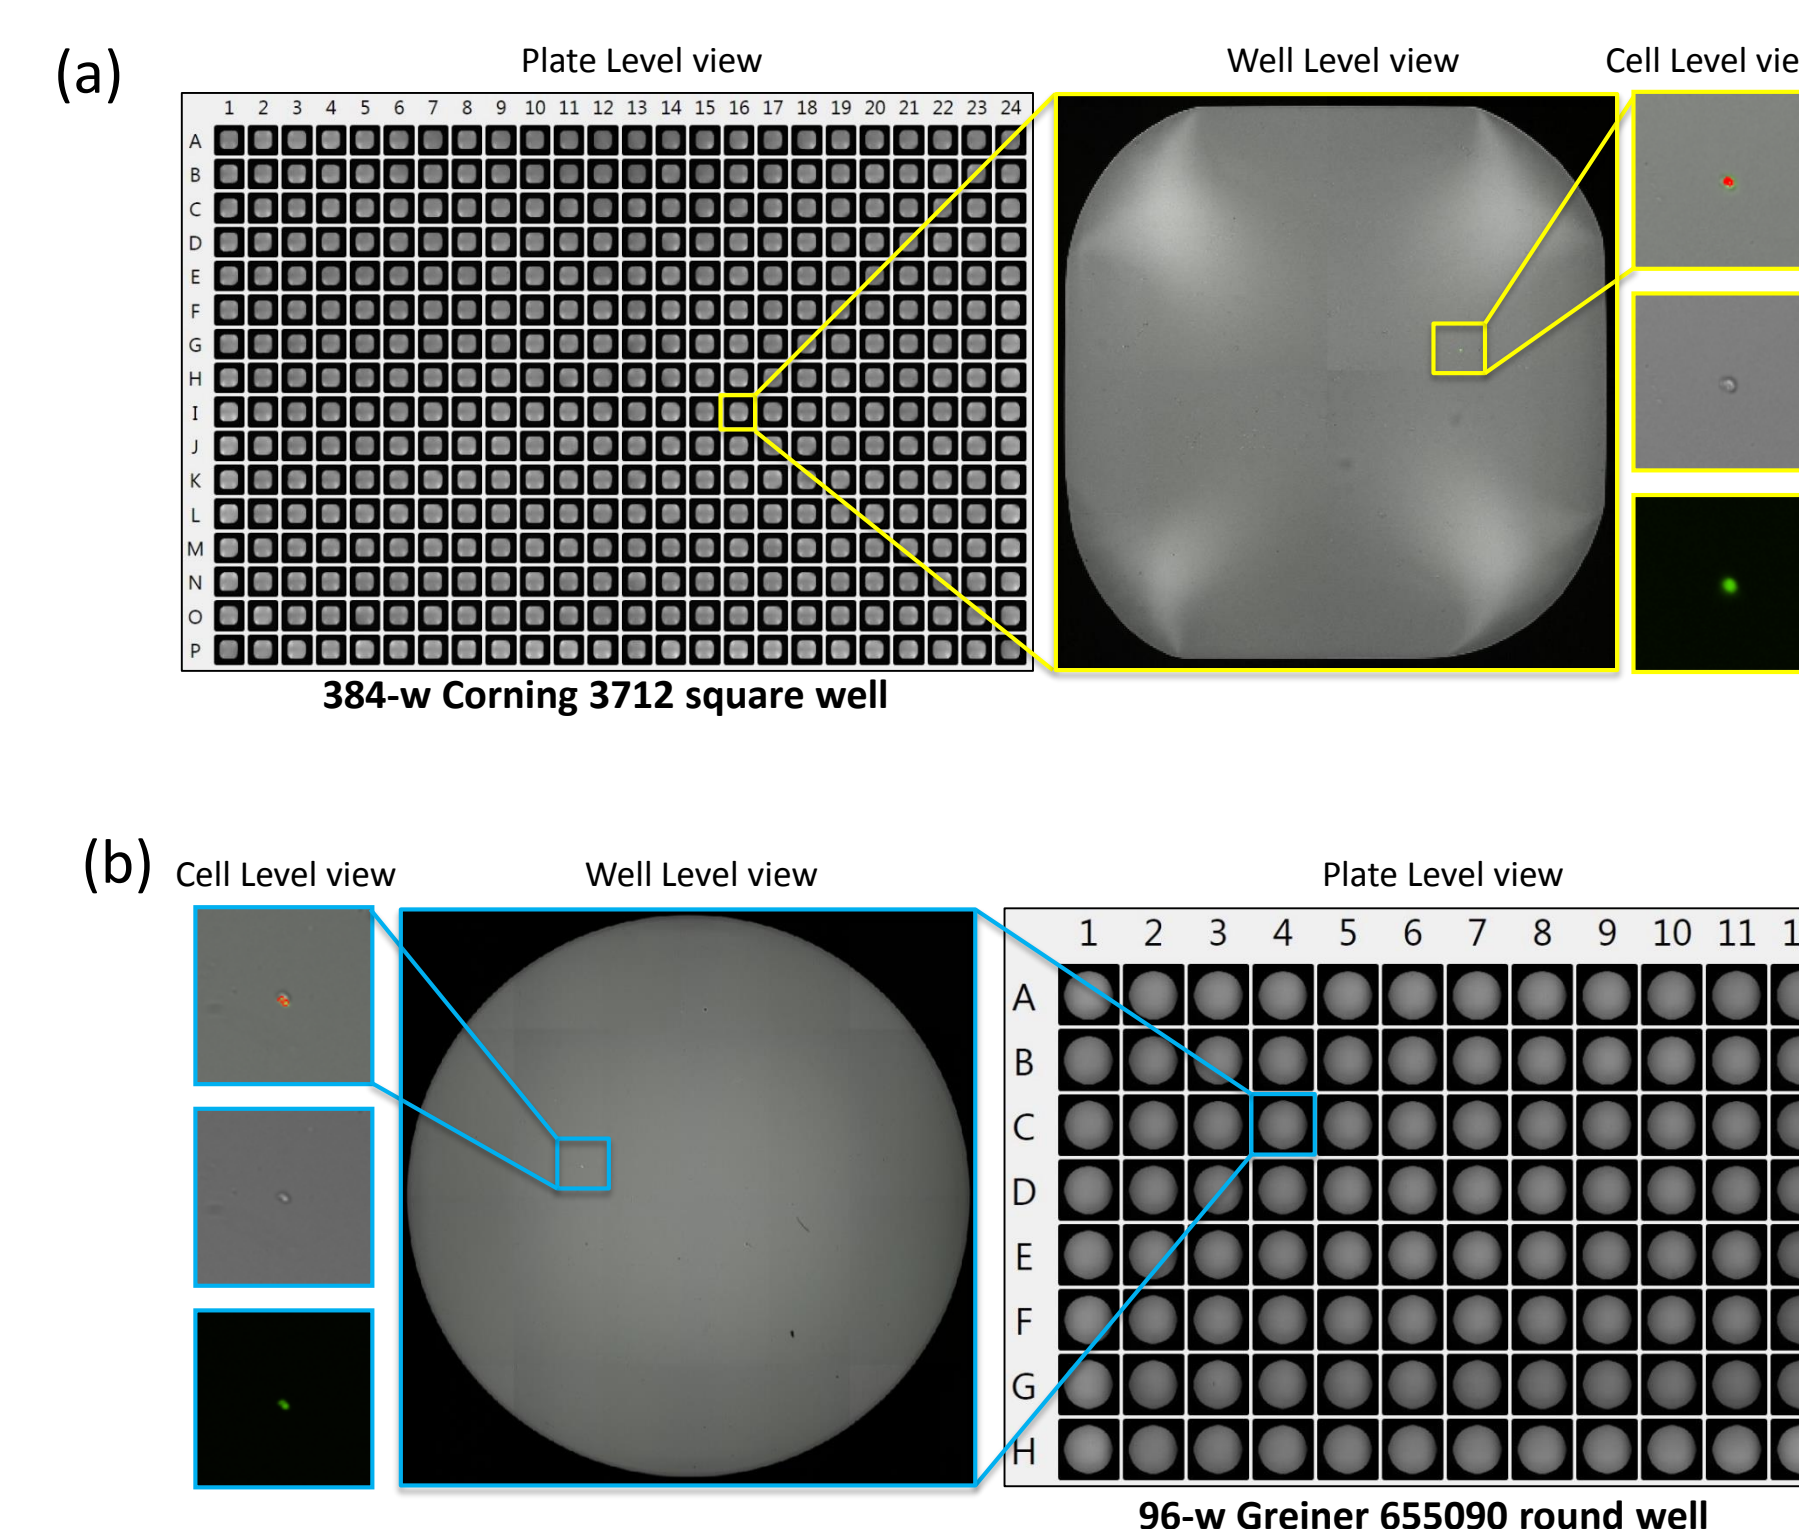 (a)
Plate Level view
Well Level view
Cell Level vie
1 2 3 4 5 6 7 8 9 10 11 12 13 14 15 16 17 18 19 20 21 22 23 24
A
B
C
D
E
F
G
H
I
J
K
L
M
N
O
P
384-w Corning 3712 square well
(b)
Cell Level view
Well Level view
Plate Level view
1 2 3 4 5 6 7 8 9 10 11 1
A
B
C
D
E
F
G
H
96-w Greiner 655090 round well